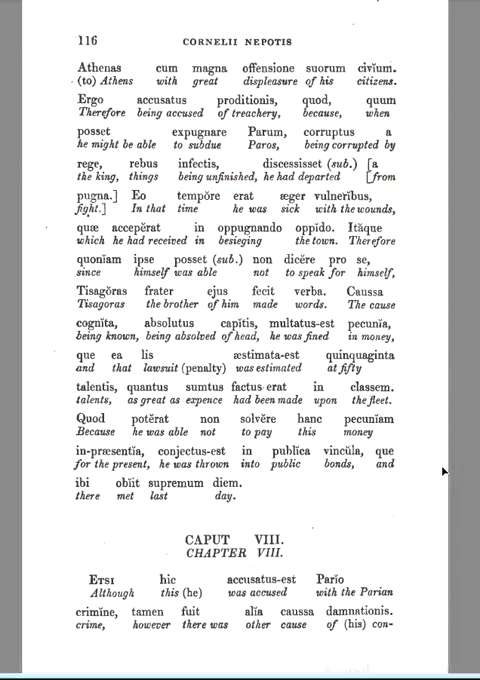 116 CORNELII NEPOTIS
Athenas cum magna offensione suorum civĭum.
(to) Athens with great displeasure of his citizens.
Ergo accusatus proditionis, quod, quum
Therefore being accused of treachery, because, when
posset expugnare Parum, corruptus a
he might be able to subdue Paros, being corrupted by
rege, rebus infectis, discessisset (sub.) [a
the king, things being unfinished, he had departed [from
pugna.] Eo tempŏre erat æger vulnerĭbus,
fight.] In that time he was sick with the wounds,
quæ accepĕrat in oppugnando oppĭdo. Ităque
which he had received in besieging the town. Therefore
quoniam ipse posset (sub.) non dicĕre pro se,
since himself was able not to speak for himself,
Tisagŏras frater ejus fecit verba. Caussa
Tisagoras the brother of him made words. The cause
cognĭta, absolutus capĭtis, multatus-est pecunĭa,
being known, being absolved of head, he was fined in money,
que ea lis æstimata-est quinquaginta
and that lawsuit (penalty) was estimated at fifty
talentis, quantus sumtus factus erat in classem.
talents, as great as expence had been made upon the fleet.
Quod potĕrat non solvĕre hanc pecuniam
Because he was able not to pay this money
in-præsentĭa, conjectus-est in publĭca vincŭla, que
for the present, he was thrown into public bonds, and
ibi obĭit supremum diem.
there met last day.
CAPUT VIII.
CHAPTER VIII.
ETSI hic accusatus-est Parĭo
Although this (he) was accused with the Parian
crimĭne, tamen fuit alĭa caussa damnationis.
crime, however there was other cause of (his) con-